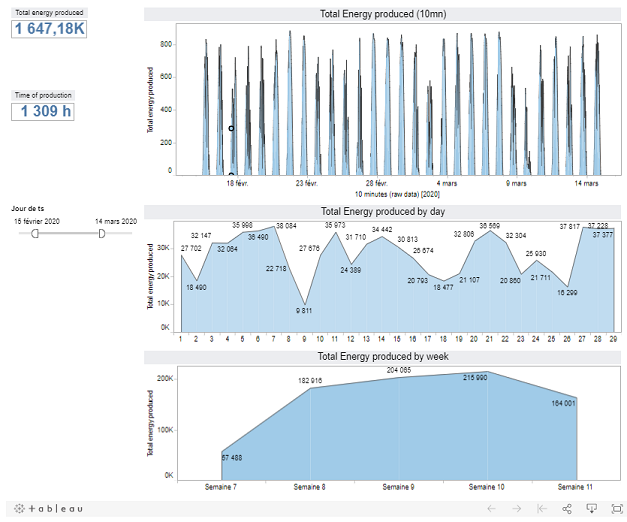 Total energy produced
1 647,18K
Time of production
1 309 h
Jour de ts
15 février 2020 14 mars 2020
Total Energy produced (10mn)
Total energy produced
800
600
400
200
0
18 févr. 23 févr. 28 févr. 4 mars 9 mars 14 mars
10 minutes (raw data) [2020]
Total Energy produced by day
Total energy produced
30K
20K
10K
0K
27 702 18 490 32 147 32 064 35 998 36 490 38 084 22 718 9 811 27 676 35 973 24 389 31 710 34 442 30 813 26 674 20 793 18 477 21 107 32 806 36 569 32 304 20 860 25 930 21 711 16 299 37 817 37 228 37 377
1 2 3 4 5 6 7 8 9 10 11 12 13 14 15 16 17 18 19 20 21 22 23 24 25 26 27 28 29
Total Energy produced by week
Total energy produced
200K
100K
0K
67 488 182 916 204 065 215 990 164 001
Semaine 7 Semaine 8 Semaine 9 Semaine 10 Semaine 11
+ a b l e a u